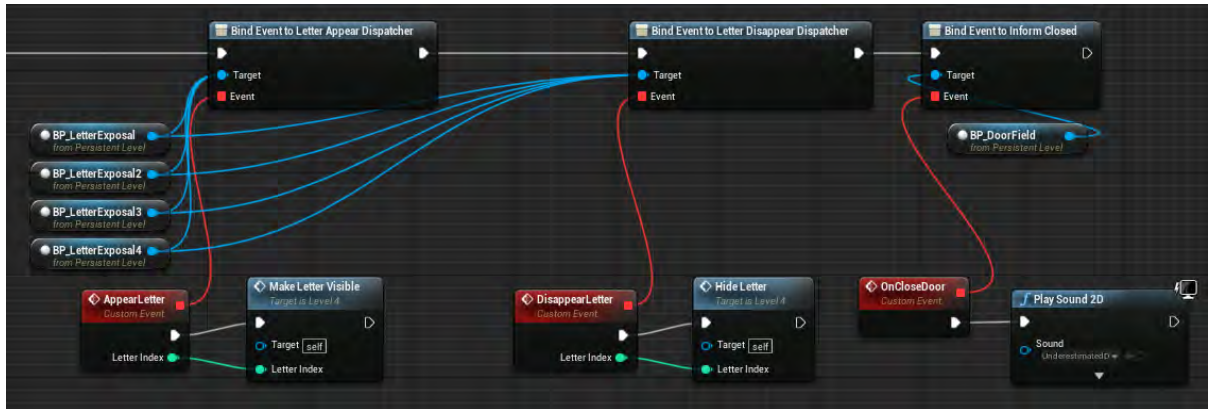 Bind Event to Letter Appear Dispatcher
Target
Event
Bind Event to Letter Disappear Dispatcher
Target
Event
Bind Event to Inform Closed
Target
Event
BP_LetterExposal
from Persistent Level
BP_LetterExposal2
from Persistent Level
BP_LetterExposal3
from Persistent Level
BP_LetterExposal4
from Persistent Level
BP_DoorField
from Persistent Level
AppearLetter
Custom Event
Letter Index
Make Letter Visible
Target is Level 4
Target self
Letter Index
DisappearLetter
Custom Event
Letter Index
Hide Letter
Target is Level 4
Target self
Letter Index
OnCloseDoor
Custom Event
f Play Sound 2D
Sound
UnderestimatedD